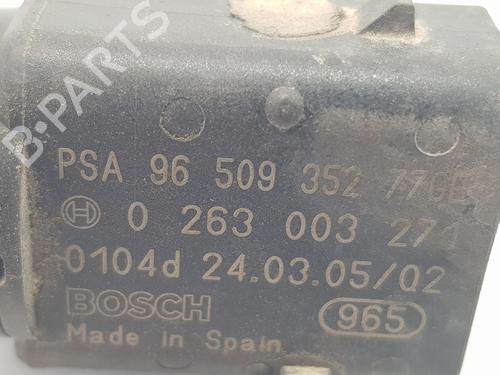 B-PARTS
PSA 96 509 352 770E
0 263 003 271
0104d 24.03.05/02
BOSCH
965
Made in Spain